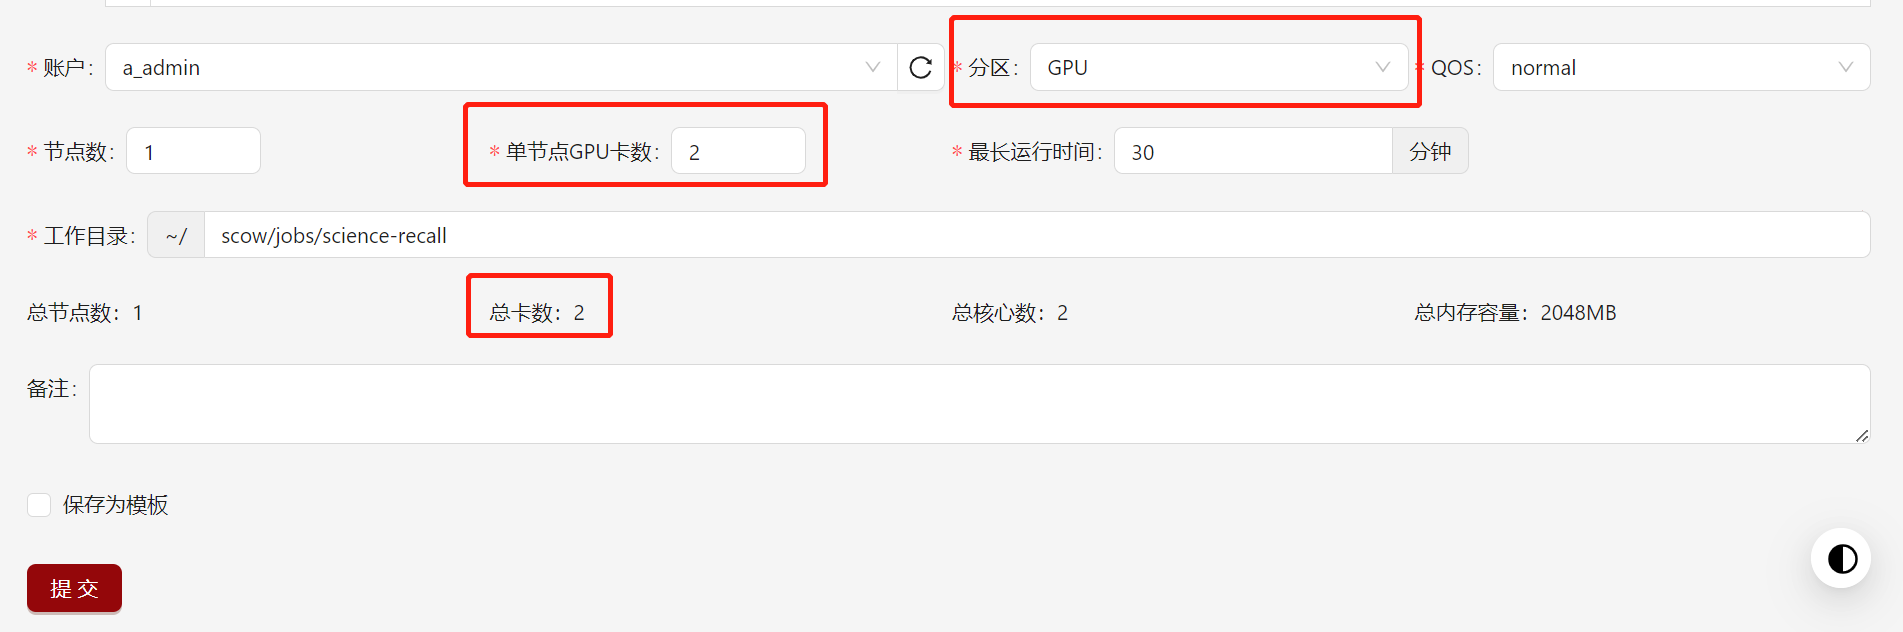 * 账户: a_admin * 分区: GPU * QOS: normal
* 节点数: 1 * 单节点GPU卡数: 2 * 最长运行时间: 30 分钟
* 工作目录: ~/ scow/jobs/science-recall
总节点数：1 总卡数：2 总核心数：2 总内存容量：2048MB
备注:
保存为模板
提 交